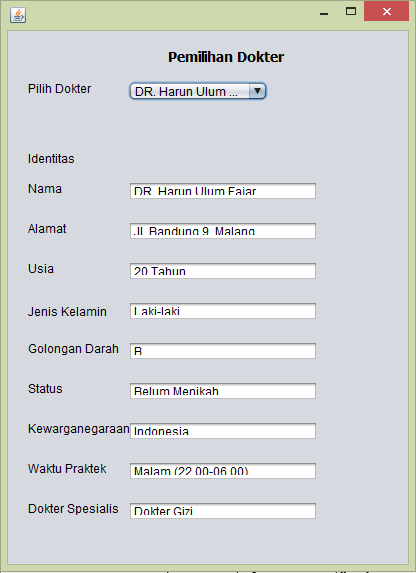 Pemilihan Dokter
Pilih Dokter DR. Harun Ulum ...
Identitas
Nama DR. Harun Ulum Fajar
Alamat Jl. Bandung 9, Malang
Usia 20 Tahun
Jenis Kelamin Laki-laki
Golongan Darah B
Status Belum Menikah
Kewarganegaraan Indonesia
Waktu Praktek Malam (22.00-06.00)
Dokter Spesialis Dokter Gizi